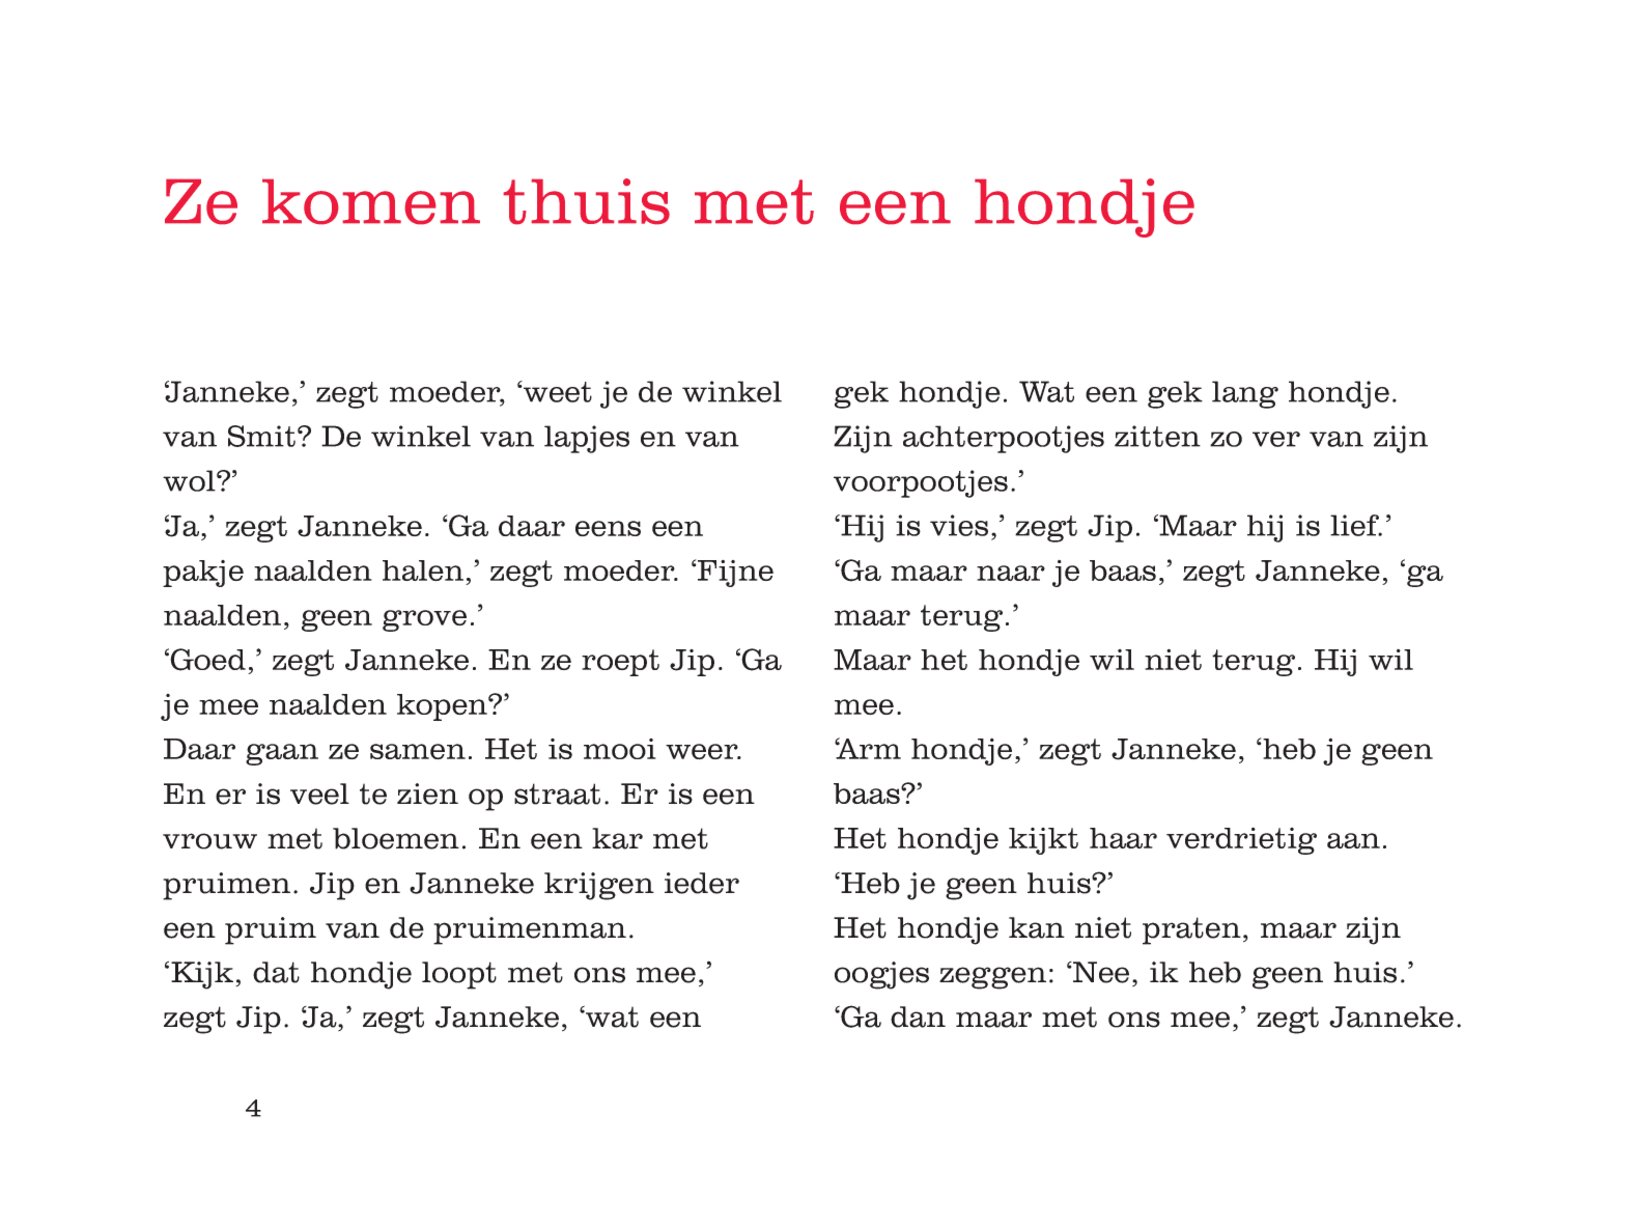 Ze komen thuis met een hondje
‘Janneke,’ zegt moeder, ‘weet je de winkel
van Smit? De winkel van lapjes en van
wol?’
‘Ja,’ zegt Janneke. ‘Ga daar eens een
pakje naalden halen,’ zegt moeder. ‘Fijne
naalden, geen grove.’
‘Goed,’ zegt Janneke. En ze roept Jip. ‘Ga
je mee naalden kopen?’
Daar gaan ze samen. Het is mooi weer.
En er is veel te zien op straat. Er is een
vrouw met bloemen. En een kar met
pruimen. Jip en Janneke krijgen ieder
een pruim van de pruimenman.
‘Kijk, dat hondje loopt met ons mee,’
zegt Jip. ‘Ja,’ zegt Janneke, ‘wat een
gek hondje. Wat een gek lang hondje.
Zijn achterpootjes zitten zo ver van zijn
voorpootjes.’
‘Hij is vies,’ zegt Jip. ‘Maar hij is lief.’
‘Ga maar naar je baas,’ zegt Janneke, ‘ga
maar terug.’
Maar het hondje wil niet terug. Hij wil
mee.
‘Arm hondje,’ zegt Janneke, ‘heb je geen
baas?’
Het hondje kijkt haar verdrietig aan.
‘Heb je geen huis?’
Het hondje kan niet praten, maar zijn
oogjes zeggen: ‘Nee, ik heb geen huis.’
‘Ga dan maar met ons mee,’ zegt Janneke.
4